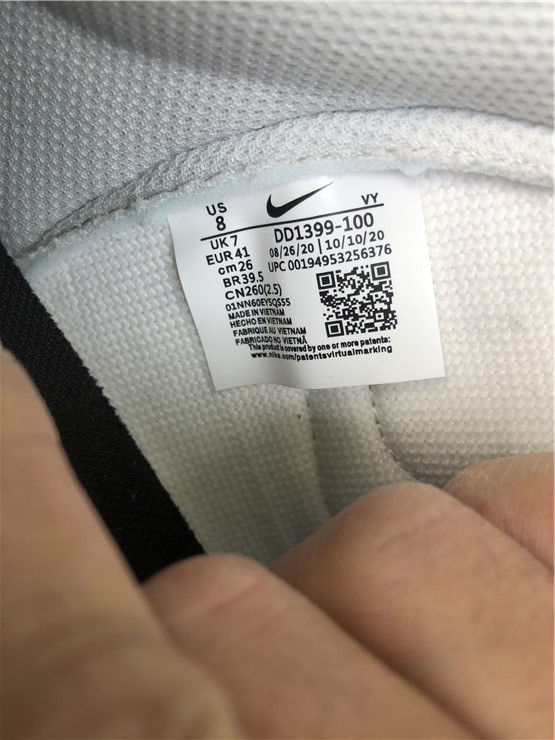 US
8
UK 7
EUR 41
cm 26
BR 39.5
CN260(2.5)
01NN60EY5QS55
MADE IN VIETNAM
HECHO EN VIETNAM
FABRIQUE AU VIETNAM
FABRICADO NO VIETNÃ
VY
DD1399-100
08/26/20 | 10/10/20
UPC 00194953256376
This product is covered by one or more patents:
www.nike.com/patentsvirtualmarking